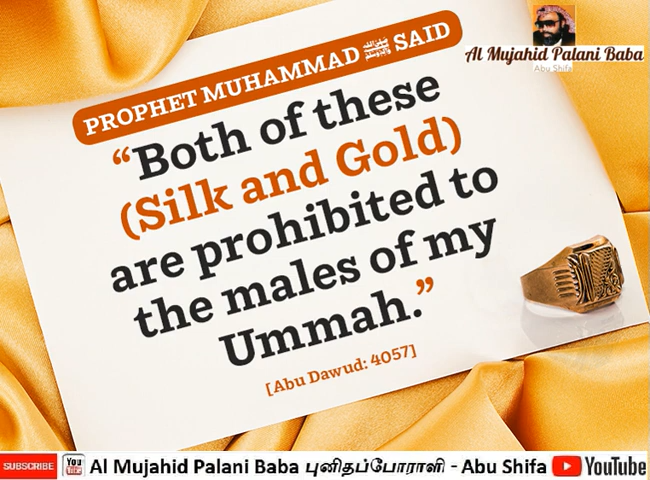 PROPHET MUHAMMAD ﷺ SAID
Al Mujahid Palani Baba
Abu Shifa
“Both of these
(Silk and Gold)
are prohibited to
the males of my
Ummah.”
[Abu Dawud: 4057]
SUBSCRIBE You Tube Al Mujahid Palani Baba புனிதப்போராளி - Abu Shifa YouTube